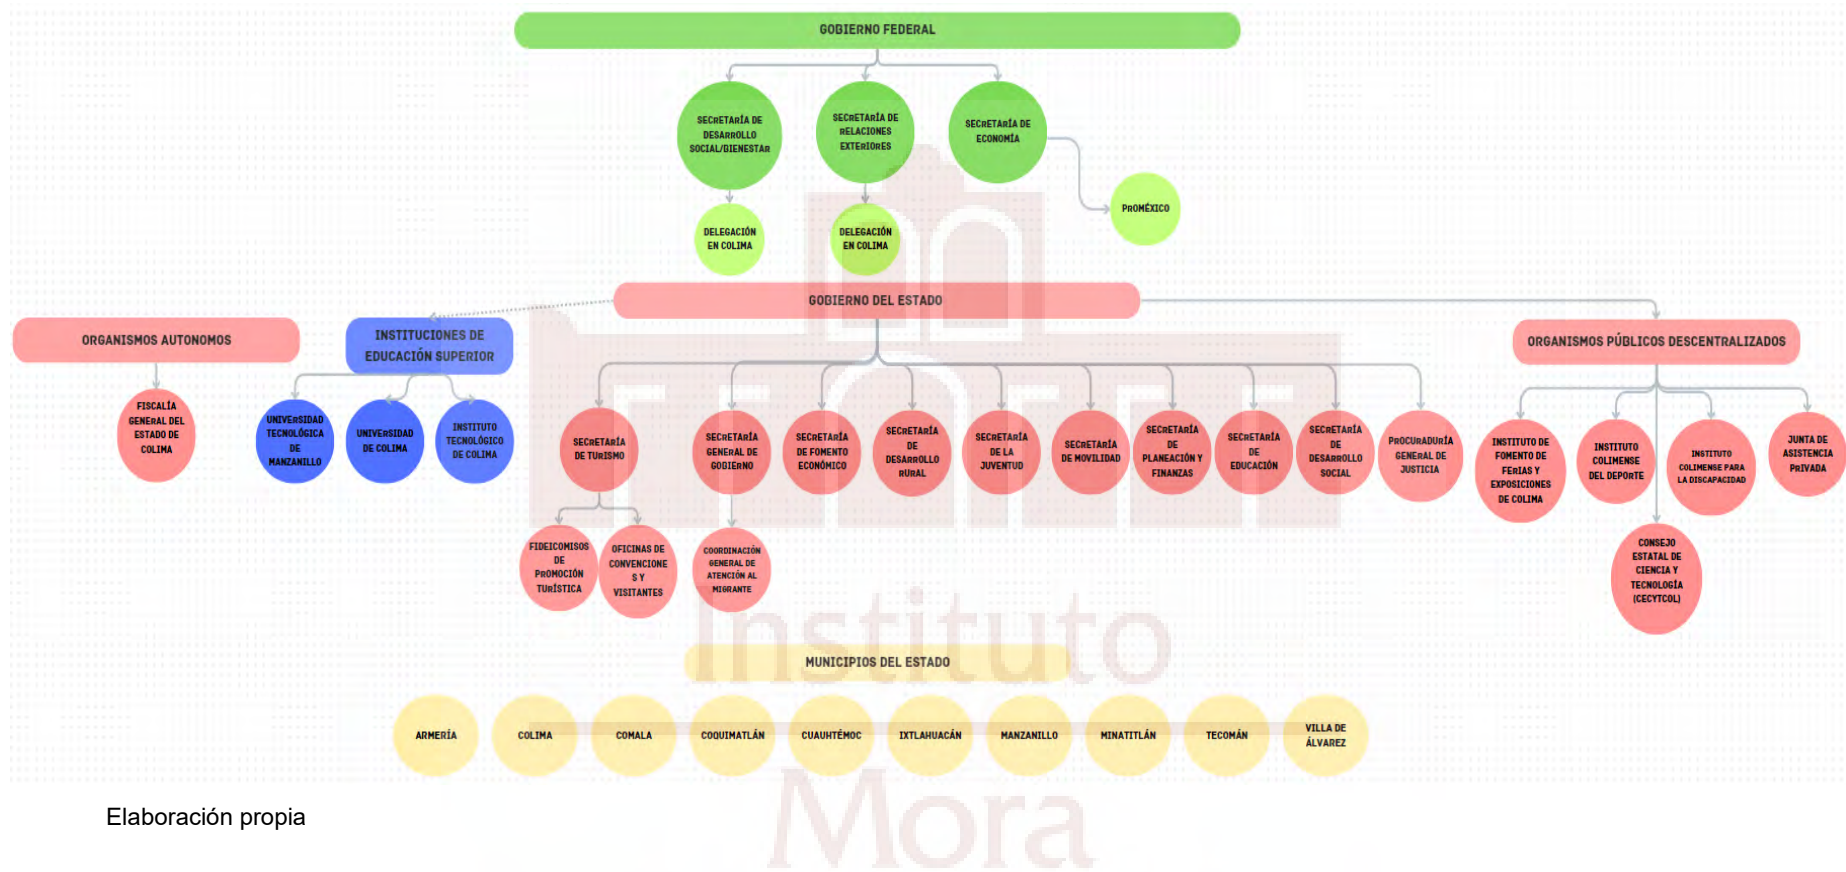 GOBIERNO FEDERAL
SECRETARÍA DE
DESARROLLO
SOCIAL/BIENESTAR
SECRETARÍA DE
RELACIONES
EXTERIORES
SECRETARÍA DE
ECONOMÍA
PROMÉXICO
DELEGACIÓN
EN COLIMA
DELEGACIÓN
EN COLIMA
GOBIERNO DEL ESTADO
ORGANISMOS AUTONOMOS
INSTITUCIONES DE
EDUCACIÓN SUPERIOR
ORGANISMOS PÚBLICOS DESCENTRALIZADOS
FISCALÍA
GENERAL DEL
ESTADO DE
COLIMA
UNIVERSIDAD
TECNOLÓGICA
DE
MANZANILLO
UNIVERSIDAD
DE COLIMA
INSTITUTO
TECNOLÓGICO
DE COLIMA
SECRETARÍA
DE TURISMO
SECRETARÍA
GENERAL DE
GOBIERNO
SECRETARÍA
DE FOMENTO
ECONÓMICO
SECRETARÍA
DE
DESARROLLO
RURAL
SECRETARÍA
DE LA
JUVENTUD
SECRETARÍA
DE MOVILIDAD
SECRETARÍA
DE
PLANEACIÓN Y
FINANZAS
SECRETARÍA
DE
EDUCACIÓN
SECRETARÍA
DE
DESARROLLO
SOCIAL
PROCURADURÍA
GENERAL DE
JUSTICIA
INSTITUTO DE
FOMENTO DE
FERIAS Y
EXPOSICIONES
DE COLIMA
INSTITUTO
COLIMENSE
DEL DEPORTE
INSTITUTO
COLIMENSE PARA
LA DISCAPACIDAD
JUNTA DE
ASISTENCIA
PRIVADA
FIDEICOMISOS
DE
PROMOCIÓN
TURÍSTICA
OFICINAS DE
CONVENCIONE
S Y
VISITANTES
COORDINACIÓN
GENERAL DE
ATENCIÓN AL
MIGRANTE
CONSEJO
ESTATAL DE
CIENCIA Y
TECNOLOGÍA
(CECYTCOL)
Instituto
MUNICIPIOS DEL ESTADO
ARMERÍA
COLIMA
COMALA
COQUIMATLÁN
CUAUHTÉMOC
IXTLAHUACÁN
MANZANILLO
MINATITLÁN
TECOMÁN
VILLA DE
ÁLVAREZ
Mora
Elaboración propia